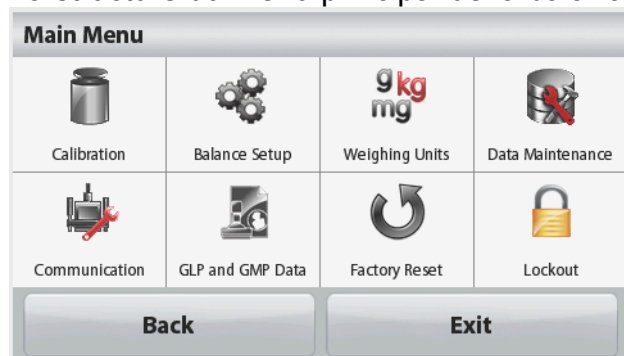 Main Menu
g kg
mg
Calibration
Balance Setup
Weighing Units
Data Maintenance
Communication
GLP and GMP Data
Factory Reset
Lockout
Back
Exit